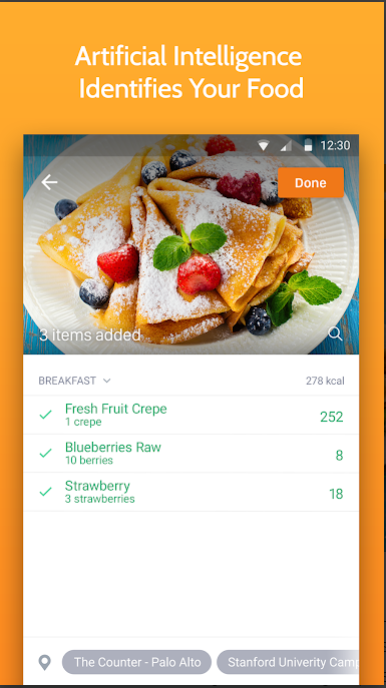 Artificial Intelligence
Identifies Your Food
12:30
Done
3 items added
BREAKFAST
278 kcal
Fresh Fruit Crepe
252
1 crepe
Blueberries Raw
8
10 berries
Strawberry
18
3 strawberries
The Counter - Palo Alto
Stanford Univerity Camp